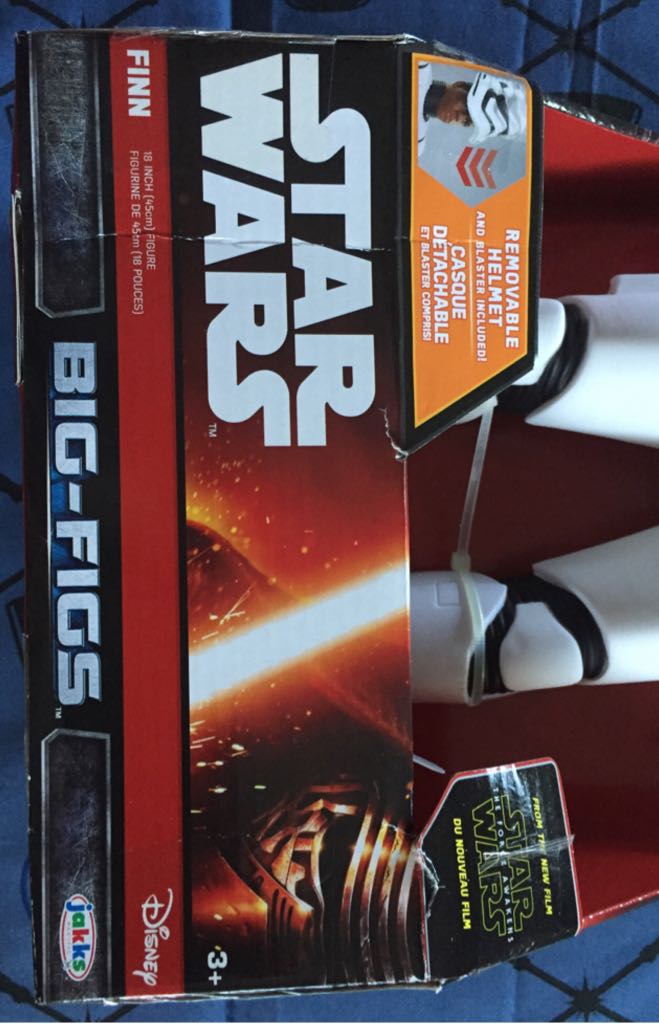 STAR
WARS
TM
REMOVABLE
HELMET
AND BLASTER INCLUDED!
CASQUE
DÉTACHABLE
ET BLASTER COMPRIS!
FROM THE NEW FILM
STAR
THE FORCE AWAKENS
WARS
DU NOUVEAU FILM
3+
FINN
18 INCH (45cm) FIGURE
FIGURINE DE 45cm (18 POUCES)
Disney
BIG-FIGS
TM
jakks